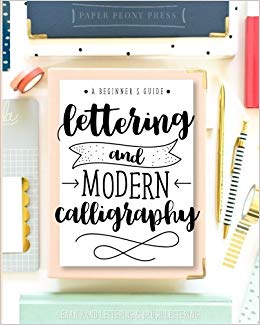 PAPER PEONY PRESS
• A BEGINNER'S GUIDE •
lettering
and
MODERN
calligraphy
LEARN HAND LETTERING & BRUSH LETTERING